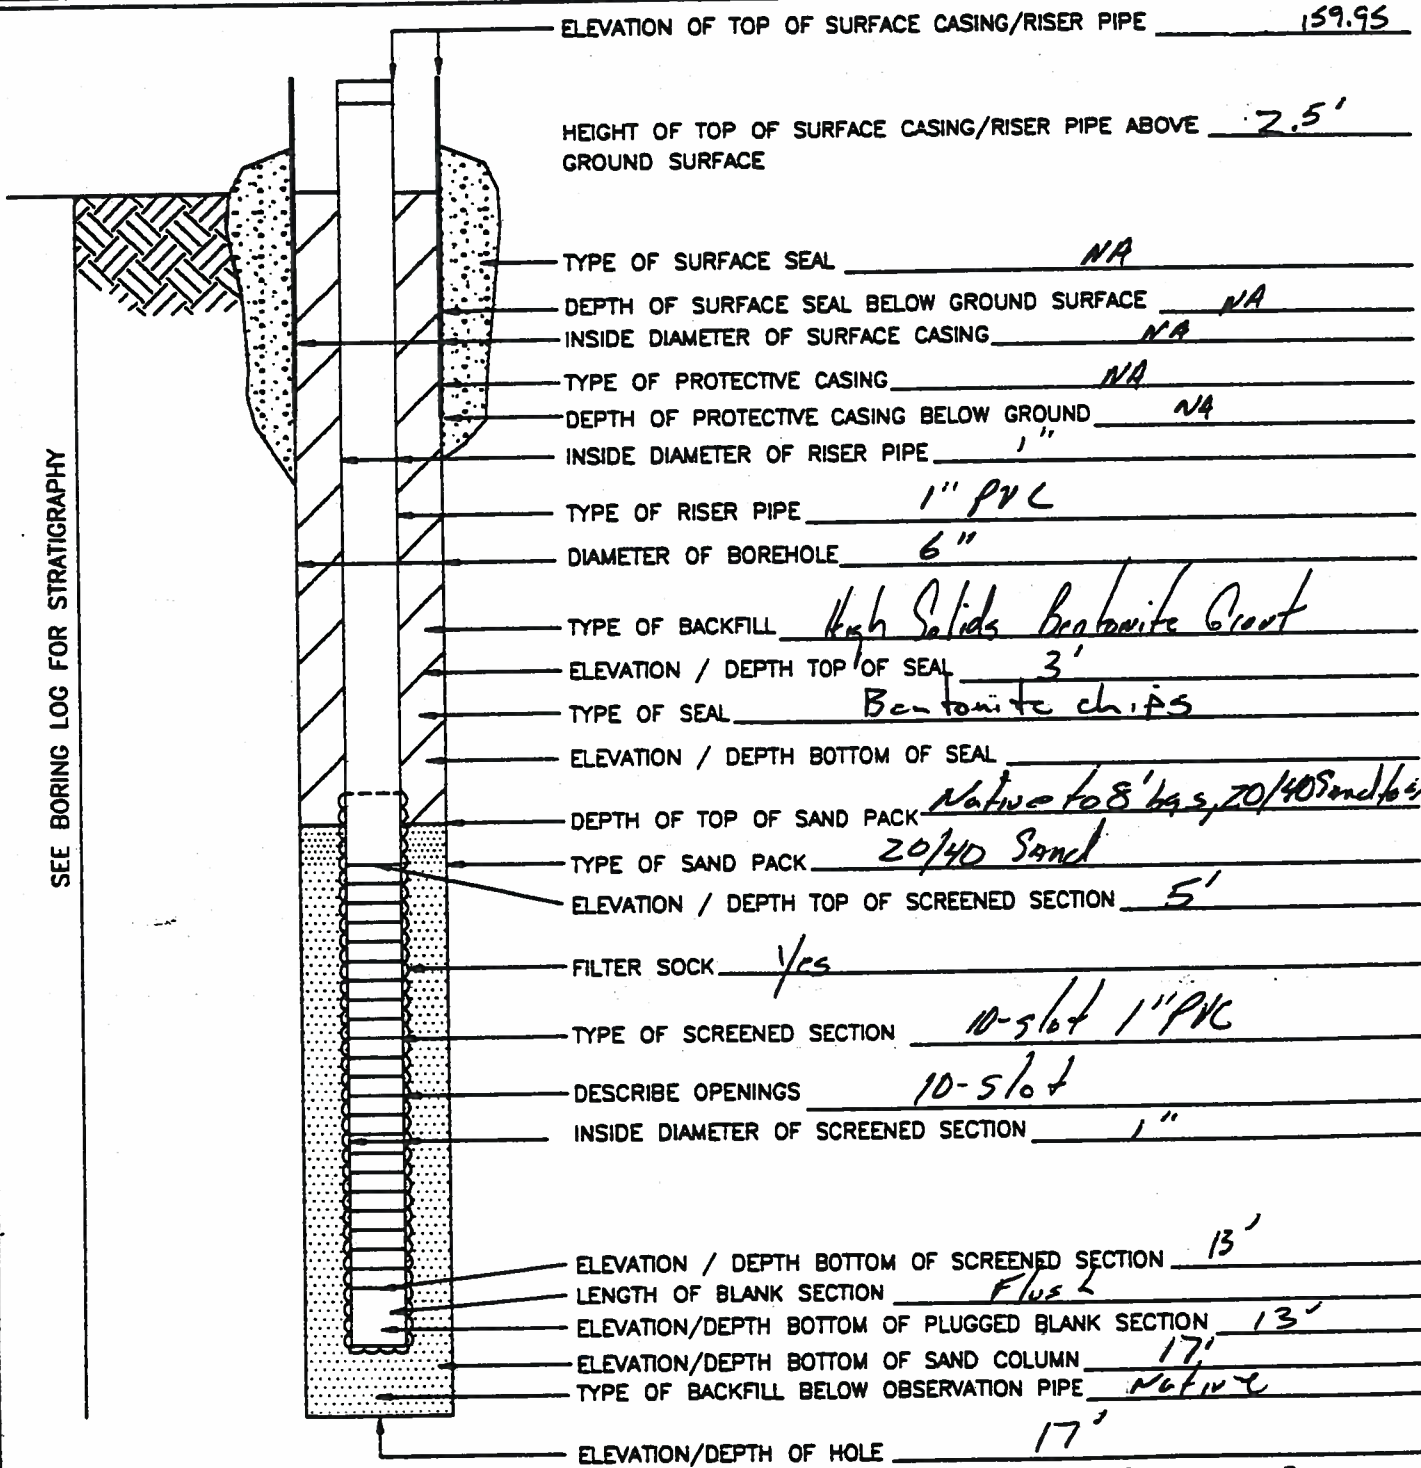 ELEVATION OF TOP OF SURFACE CASING/RISER PIPE 159.95
HEIGHT OF TOP OF SURFACE CASING/RISER PIPE ABOVE 2.5'
GROUND SURFACE
TYPE OF SURFACE SEAL NA
DEPTH OF SURFACE SEAL BELOW GROUND SURFACE NA
INSIDE DIAMETER OF SURFACE CASING NA
TYPE OF PROTECTIVE CASING NA
DEPTH OF PROTECTIVE CASING BELOW GROUND NA
INSIDE DIAMETER OF RISER PIPE 1"
TYPE OF RISER PIPE 1" PVC
DIAMETER OF BOREHOLE 6"
TYPE OF BACKFILL High Solids Bentonite Grout
ELEVATION / DEPTH TOP OF SEAL 3'
TYPE OF SEAL Bentonite chips
ELEVATION / DEPTH BOTTOM OF SEAL
DEPTH OF TOP OF SAND PACK Native to 8' bgs, 20/40 Sand to
TYPE OF SAND PACK 20/40 Sand
ELEVATION / DEPTH TOP OF SCREENED SECTION 5'
FILTER SOCK Yes
TYPE OF SCREENED SECTION 10-slot 1" PVC
DESCRIBE OPENINGS 10-slot
INSIDE DIAMETER OF SCREENED SECTION 1"
ELEVATION / DEPTH BOTTOM OF SCREENED SECTION 13'
LENGTH OF BLANK SECTION Flush
ELEVATION/DEPTH BOTTOM OF PLUGGED BLANK SECTION 13'
ELEVATION/DEPTH BOTTOM OF SAND COLUMN 17'
TYPE OF BACKFILL BELOW OBSERVATION PIPE Native
ELEVATION/DEPTH OF HOLE 17'
SEE BORING LOG FOR STRATIGRAPHY